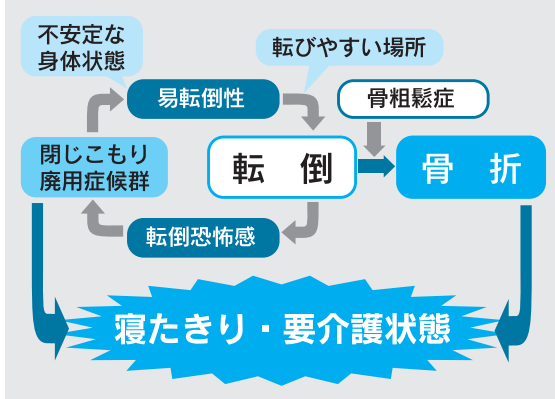 不安定な
身体状態
転びやすい場所
易転倒性
骨粗鬆症
閉じこもり
廃用症候群
転 倒
骨 折
転倒恐怖感
寝たきり・要介護状態